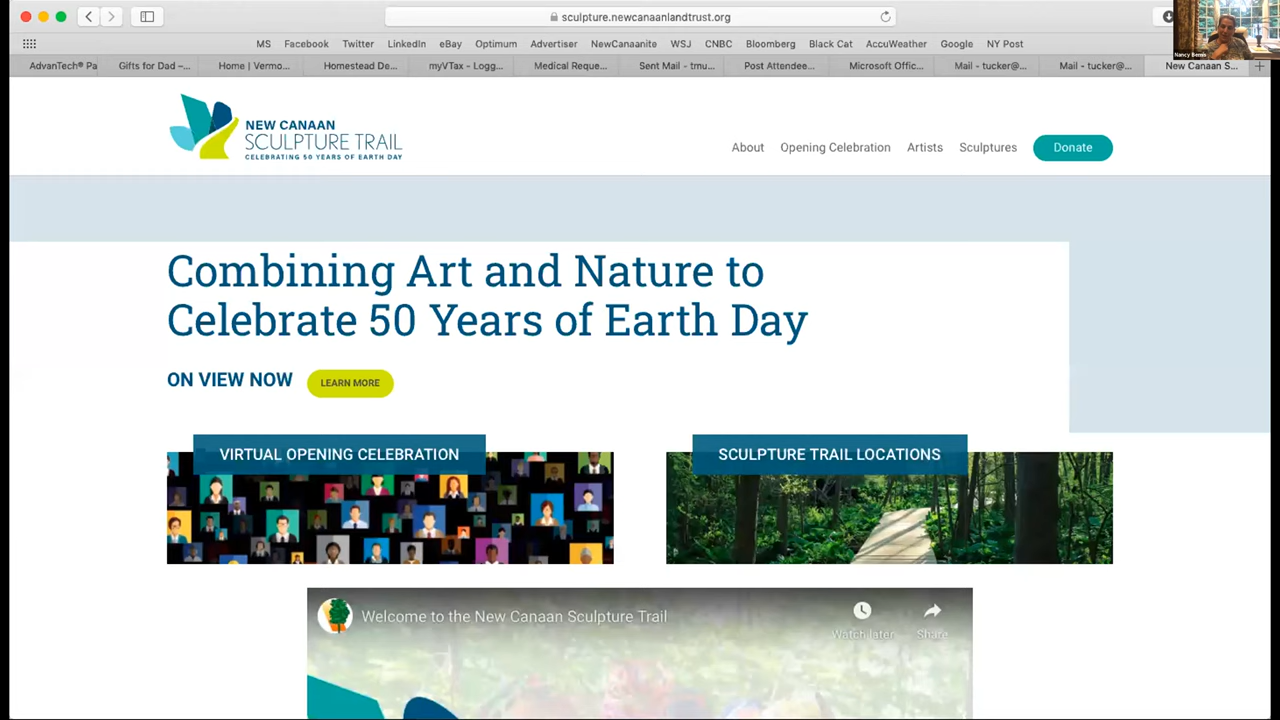 sculpture.newcanaanlandtrust.org
MS Facebook Twitter LinkedIn eBay Optimum Advertiser NewCanaanite WSJ CNBC Bloomberg Black Cat AccuWeather Google NY Post
AdvanTech® Pa Gifts for Dad –... Home | Vermo... Homestead De... myVTax - Logg... Medical Reque... Sent Mail - tmu... Post Attendee... Microsoft Offic... Mail - tucker@... Mail - tucker@... New Canaan S...
NEW CANAAN
SCULPTURE TRAIL
CELEBRATING 50 YEARS OF EARTH DAY
About Opening Celebration Artists Sculptures Donate
Combining Art and Nature to
Celebrate 50 Years of Earth Day
ON VIEW NOW LEARN MORE
VIRTUAL OPENING CELEBRATION
SCULPTURE TRAIL LOCATIONS
Welcome to the New Canaan Sculpture Trail
Watch later Share